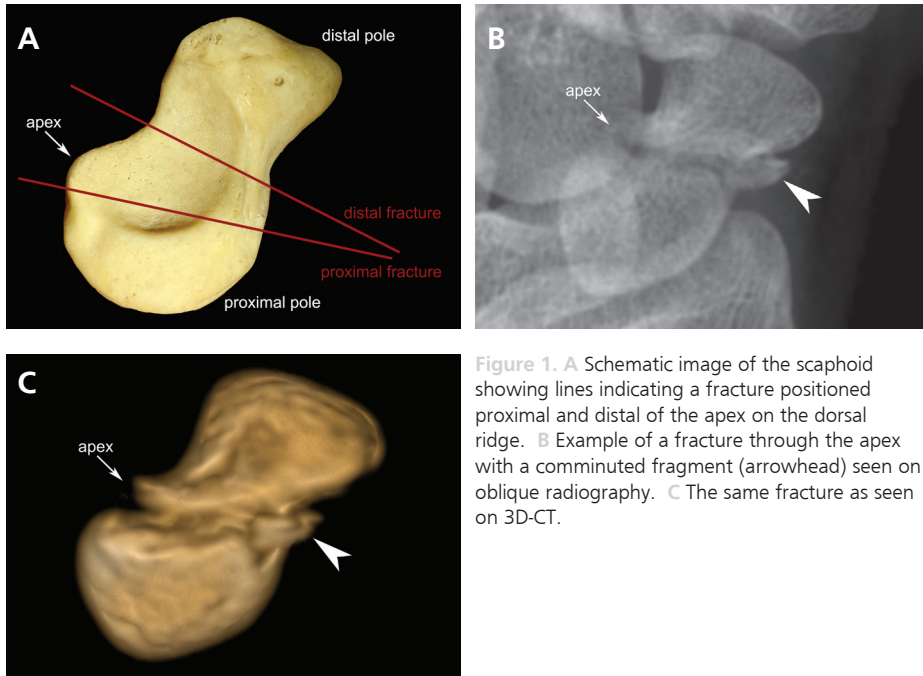 A
distal pole
apex
distal fracture
proximal fracture
proximal pole
B
apex
C
apex
Figure 1. A Schematic image of the scaphoid
showing lines indicating a fracture positioned
proximal and distal of the apex on the dorsal
ridge. B Example of a fracture through the apex
with a comminuted fragment (arrowhead) seen on
oblique radiography. C The same fracture as seen
on 3D-CT.